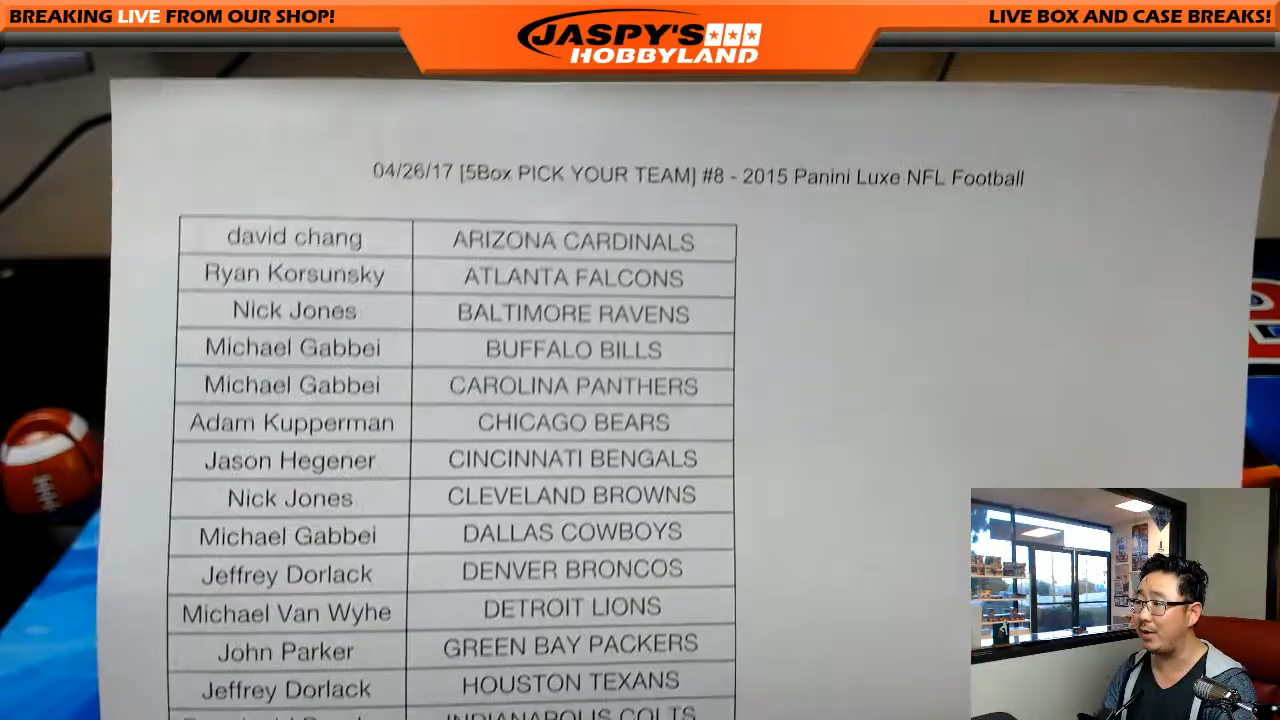 BREAKING LIVE FROM OUR SHOP!
JASPY'S
HOBBYLAND
LIVE BOX AND CASE BREAKS!
04/26/17 [5Box PICK YOUR TEAM] #8 - 2015 Panini Luxe NFL Football
david chang ARIZONA CARDINALS
Ryan Korsunsky ATLANTA FALCONS
Nick Jones BALTIMORE RAVENS
Michael Gabbei BUFFALO BILLS
Michael Gabbei CAROLINA PANTHERS
Adam Kupperman CHICAGO BEARS
Jason Hegener CINCINNATI BENGALS
Nick Jones CLEVELAND BROWNS
Michael Gabbei DALLAS COWBOYS
Jeffrey Dorlack DENVER BRONCOS
Michael Van Wyhe DETROIT LIONS
John Parker GREEN BAY PACKERS
Jeffrey Dorlack HOUSTON TEXANS
INDIANAPOLIS COLTS